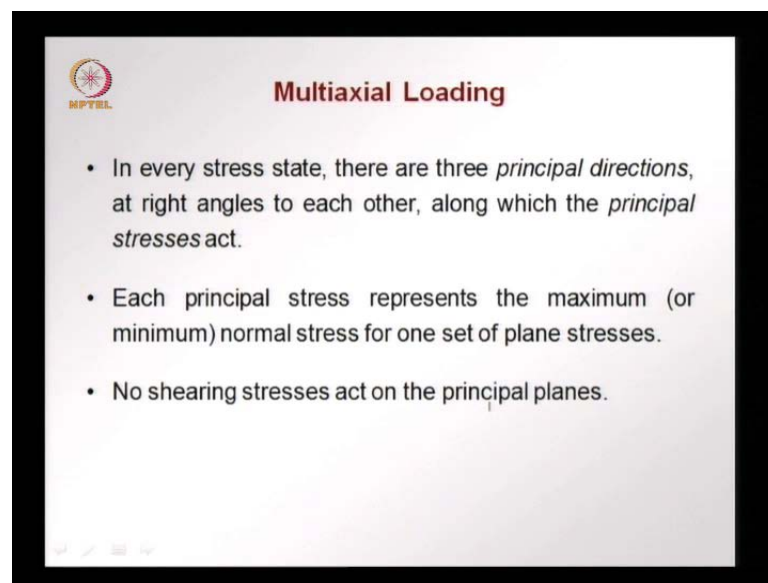 NPTEL
Multiaxial Loading
• In every stress state, there are three principal directions,
at right angles to each other, along which the principal
stresses act.
• Each principal stress represents the maximum (or
minimum) normal stress for one set of plane stresses.
• No shearing stresses act on the principal planes.